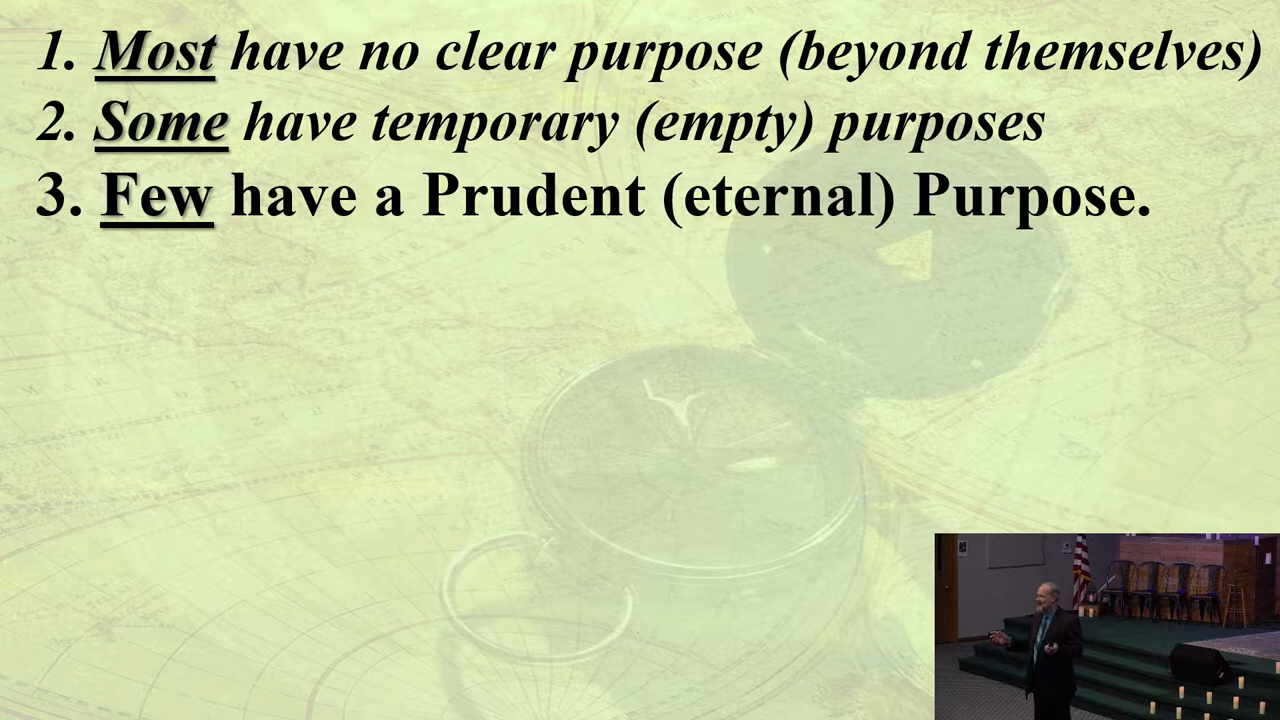 1. Most have no clear purpose (beyond themselves)
2. Some have temporary (empty) purposes
3. Few have a Prudent (eternal) Purpose.